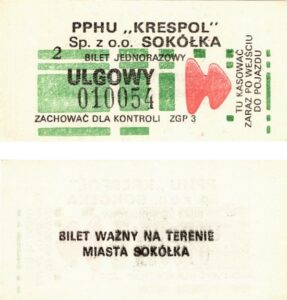 PPHU „KRESPOL"
Sp. z o.o. SOKÓŁKA
2 BILET JEDNORAZOWY
ULGOWY
010054
ZACHOWAĆ DLA KONTROLI ZGP 3
TU KASOWAĆ
ZARAZ PO WEJŚCIU
DO POJAZDU
BILET WAŻNY NA TERENIE
MIASTA SOKÓŁKA